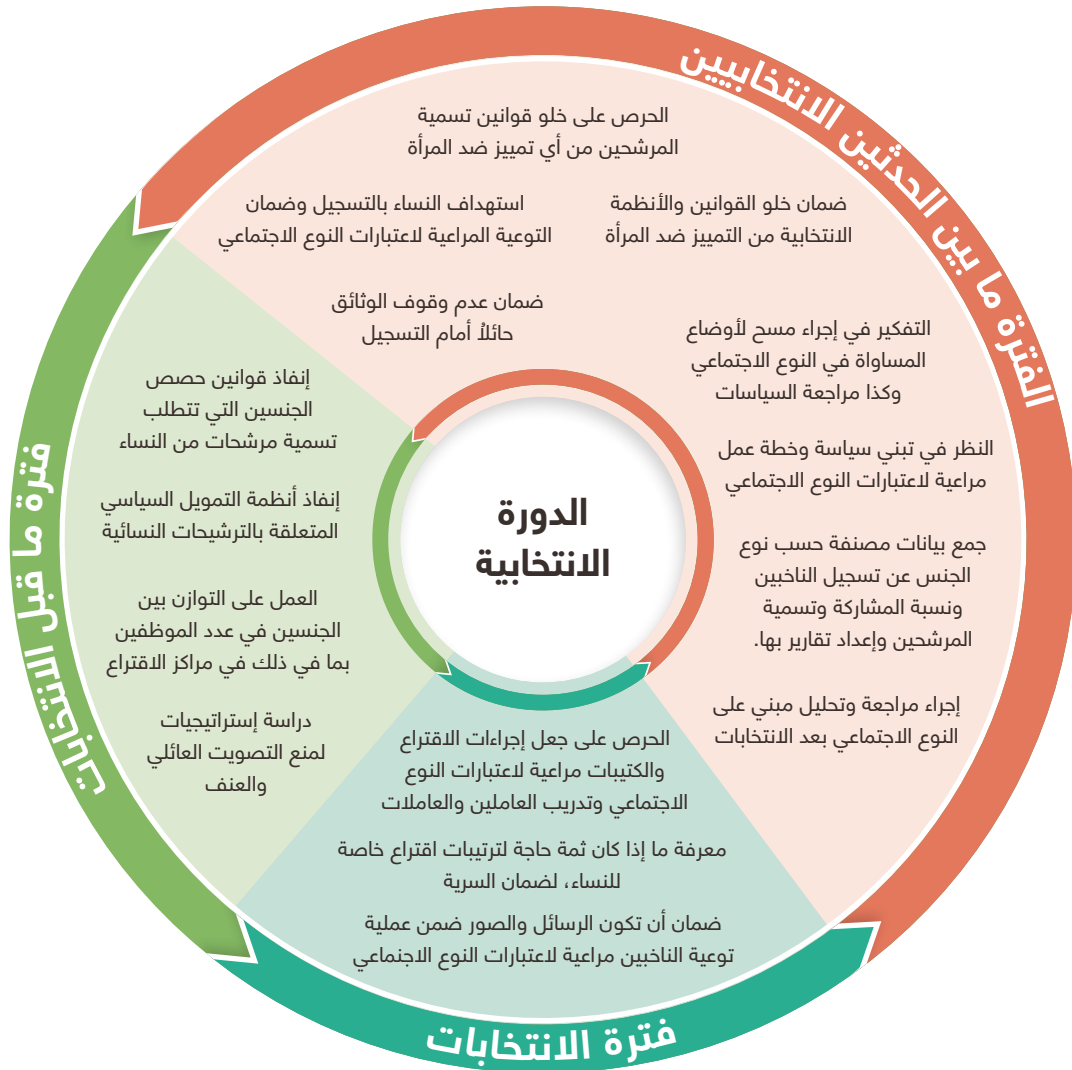 الفترة ما بين الحدثين الانتخابيين
الحرص على خلو قوانين تسمية
المرشحين من أي تمييز ضد المرأة
ضمان خلو القوانين والأنظمة
الانتخابية من التمييز ضد المرأة
استهداف النساء بالتسجيل وضمان
التوعية المراعية لاعتبارات النوع الاجتماعي
ضمان عدم وقوف الوثائق
حائلاُ أمام التسجيل
التفكير في إجراء مسح لأوضاع
المساواة في النوع الاجتماعي
وكذا مراجعة السياسات
النظر في تبني سياسة وخطة عمل
مراعية لاعتبارات النوع الاجتماعي
جمع بيانات مصنفة حسب نوع
الجنس عن تسجيل الناخبين
ونسبة المشاركة وتسمية
المرشحين وإعداد تقارير بها.
إجراء مراجعة وتحليل مبني على
النوع الاجتماعي بعد الانتخابات
الدورة
الانتخابية
فترة ما قبل الانتخابات
إنفاذ قوانين حصص
الجنسين التي تتطلب
تسمية مرشحات من النساء
إنفاذ أنظمة التمويل السياسي
المتعلقة بالترشيحات النسائية
العمل على التوازن بين
الجنسين في عدد الموظفين
بما في ذلك في مراكز الاقتراع
دراسة إستراتيجيات
لمنع التصويت العائلي
والعنف
الحرص على جعل إجراءات الاقتراع
والكتيبات مراعية لاعتبارات النوع
الاجتماعي وتدريب العاملين والعاملات
معرفة ما إذا كان ثمة حاجة لترتيبات اقتراع خاصة
للنساء، لضمان السرية
ضمان أن تكون الرسائل والصور ضمن عملية
توعية الناخبين مراعية لاعتبارات النوع الاجنماعي
فترة الانتخابات